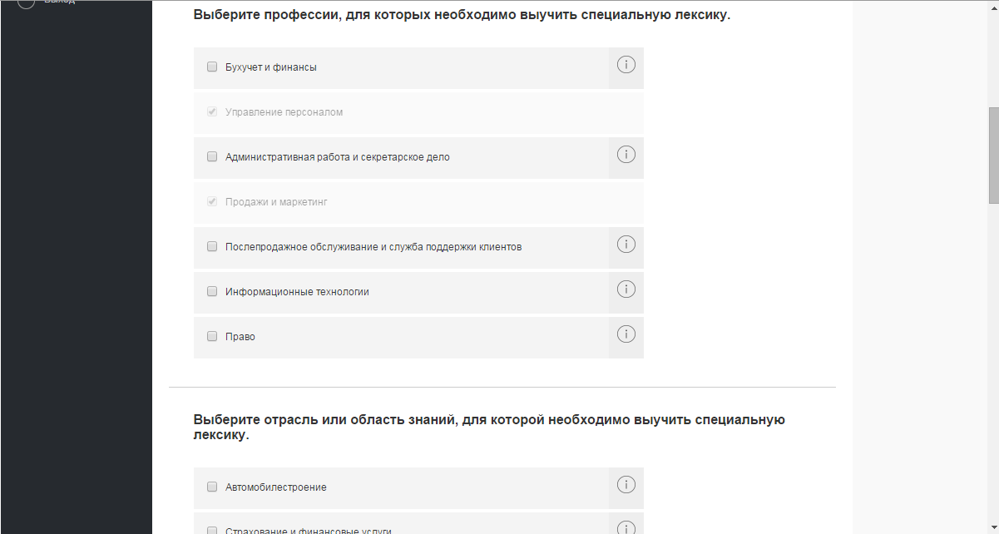 Выход
Выберите профессии, для которых необходимо выучить специальную лексику.
Бухучет и финансы
Управление персоналом
Административная работа и секретарское дело
Продажи и маркетинг
Послепродажное обслуживание и служба поддержки клиентов
Информационные технологии
Право
Выберите отрасль или область знаний, для которой необходимо выучить специальную
лексику.
Автомобилестроение
Страхование и финансовые услуги